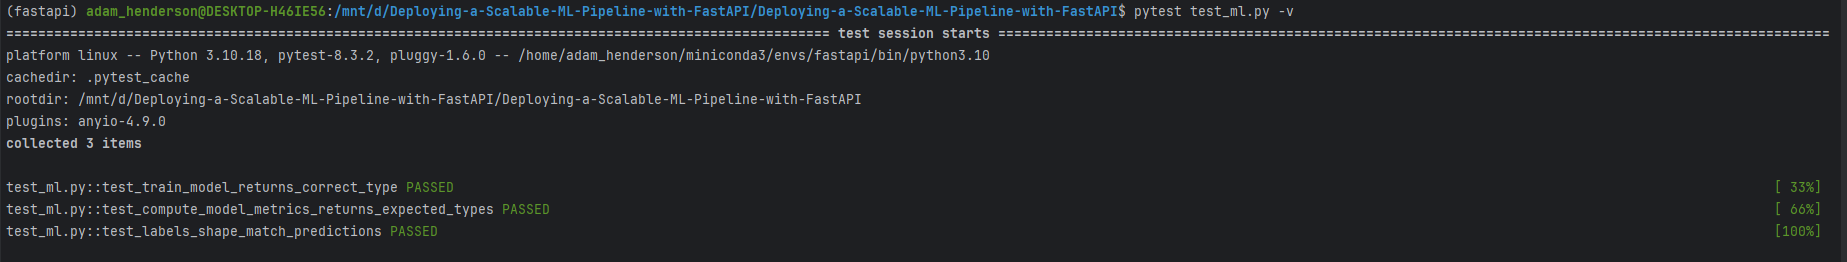 (fastapi) adam_henderson@DESKTOP-H46IE56:/mnt/d/Deploying-a-Scalable-ML-Pipeline-with-FastAPI/Deploying-a-Scalable-ML-Pipeline-with-FastAPI$ pytest test_ml.py -v
======================================================================================================= test session starts ========================================================================================================
platform linux -- Python 3.10.18, pytest-8.3.2, pluggy-1.6.0 -- /home/adam_henderson/miniconda3/envs/fastapi/bin/python3.10
cachedir: .pytest_cache
rootdir: /mnt/d/Deploying-a-Scalable-ML-Pipeline-with-FastAPI/Deploying-a-Scalable-ML-Pipeline-with-FastAPI
plugins: anyio-4.9.0
collected 3 items
test_ml.py::test_train_model_returns_correct_type PASSED [ 33%]
test_ml.py::test_compute_model_metrics_returns_expected_types PASSED [ 66%]
test_ml.py::test_labels_shape_match_predictions PASSED [100%]